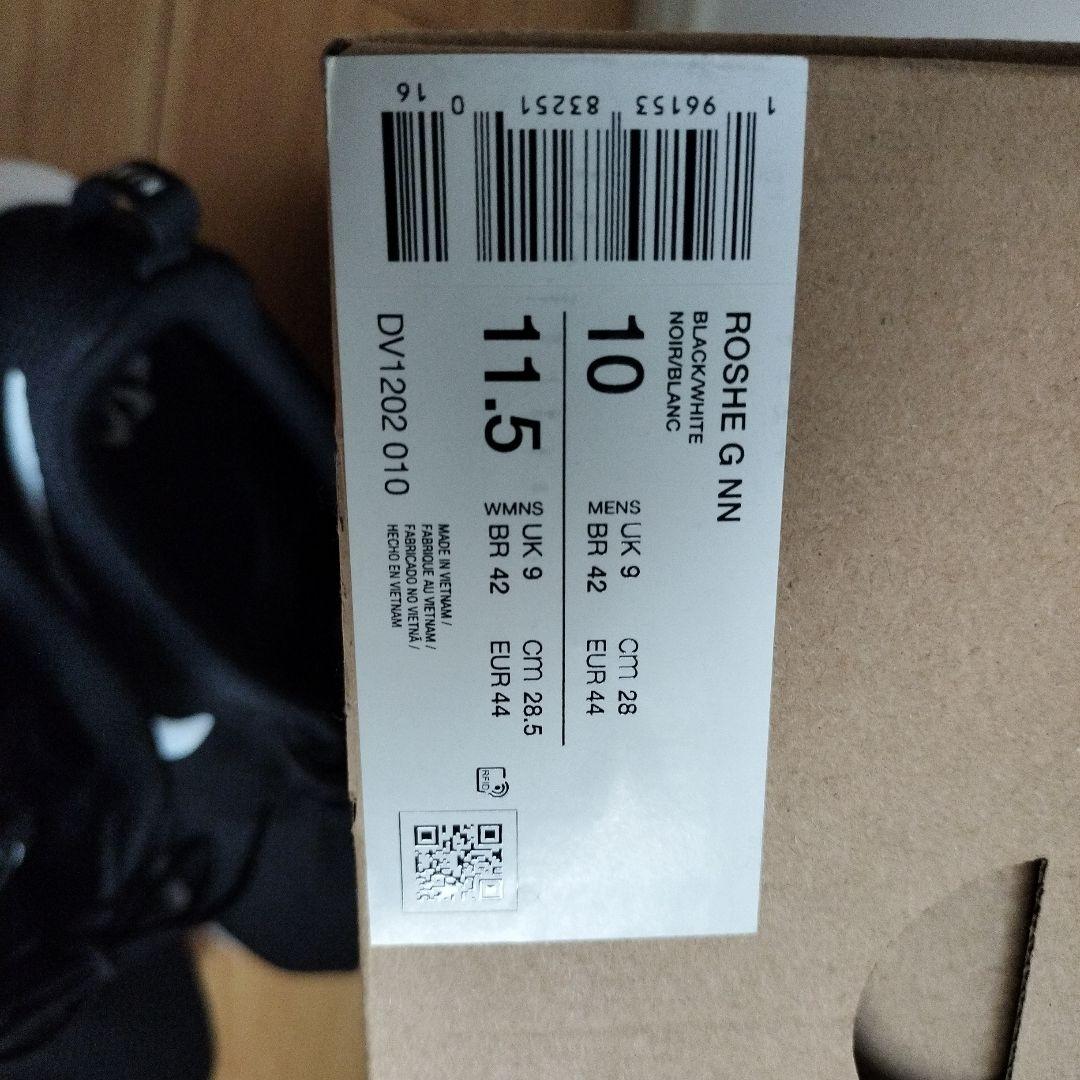 ROSHE G NN
BLACK/WHITE
NOIR/BLANC
10
MENS
UK 9
CM 28
BR 42
EUR 44
11.5
WMNS
UK 9
CM 28.5
BR 42
EUR 44
DV1202 010
MADE IN VIETNAM /
FABRIQUE AU VIETNAM /
FABRICADO NO VIETNÃ /
HECHO EN VIETNAM
RFID
1 96153 83251 0 16